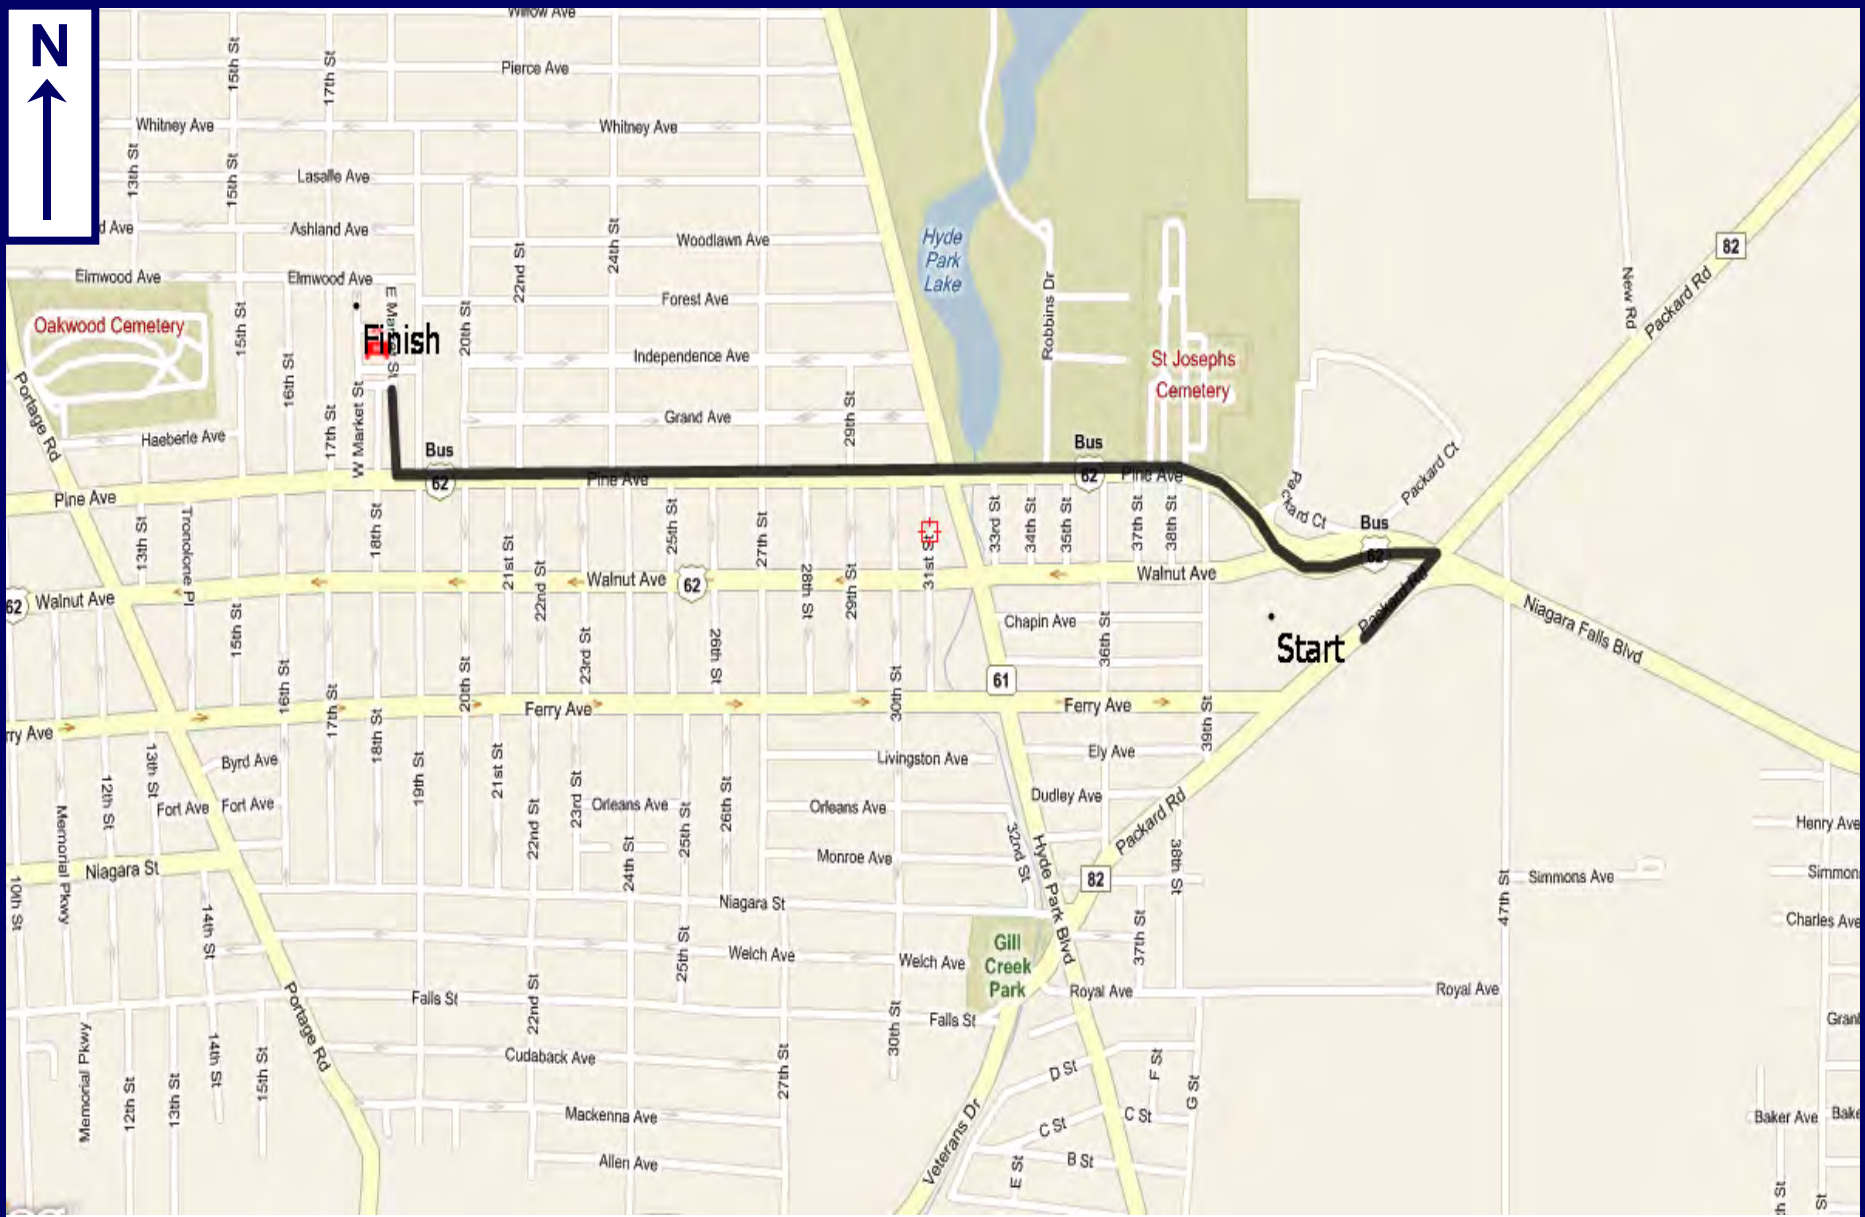 N
Willow Ave
15th St
17th St
Pierce Ave
Whitney Ave
Whitney Ave
13th St
15th St
Lasalle Ave
d Ave
Ashland Ave
Woodlawn Ave
22nd St
24th St
Hyde
Park
Lake
82
Packard Rd
New Rd
Elmwood Ave
Elmwood Ave
Forest Ave
Robbins Dr
Oakwood Cemetery
15th St
20th St
Finish
Independence Ave
St Josephs
Cemetery
16th St
Portage Rd
17th St
W Market St
29th St
Grand Ave
Haeberle Ave
Bus
62
Pine Ave
Bus
62
Pine Ave
Packard Ct
Packard Ct
Pine Ave
13th St
Tronolone Pl
18th St
21st St
22nd St
25th St
27th St
28th St
29th St
31st St
33rd St
34th St
35th St
37th St
38th St
Bus
62
Packard Rd
62
Walnut Ave
Walnut Ave
62
Walnut Ave
Niagara Falls Blvd
Chapin Ave
36th St
Start
15th St
16th St
17th St
20th St
23rd St
26th St
30th St
61
Ferry Ave
Ferry Ave
39th St
rry Ave
18th St
13th St
Byrd Ave
21st St
19th St
Livingston Ave
Ely Ave
12th St
Memorial Pkwy
Fort Ave
Fort Ave
22nd St
23rd St
Orleans Ave
25th St
26th St
Orleans Ave
Dudley Ave
Packard Rd
Henry Ave
24th St
Monroe Ave
32nd St
Hyde Park Blvd
38th St
82
Niagara St
10th St
Simmons Ave
Simmon
47th St
Niagara St
14th St
Charles Ave
25th St
Welch Ave
Welch Ave
Gill
Creek
Park
37th St
Portage Rd
Falls St
22nd St
Falls St
30th St
Royal Ave
Royal Ave
Memorial Pkwy
14th St
15th St
Cudaback Ave
27th St
D St
F St
G St
12th St
13th St
Mackenna Ave
Veterans Dr
C St
C St
Baker Ave
Bake
Allen Ave
E St
B St
th St
St